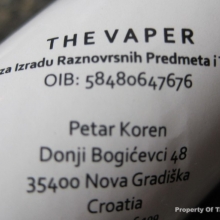 THE VAPER
za Izradu Raznovrsnih Predmeta i
OIB: 58480647676
Petar Koren
Donji Bogićevci 48
35400 Nova Gradiška
Croatia
Property Of T